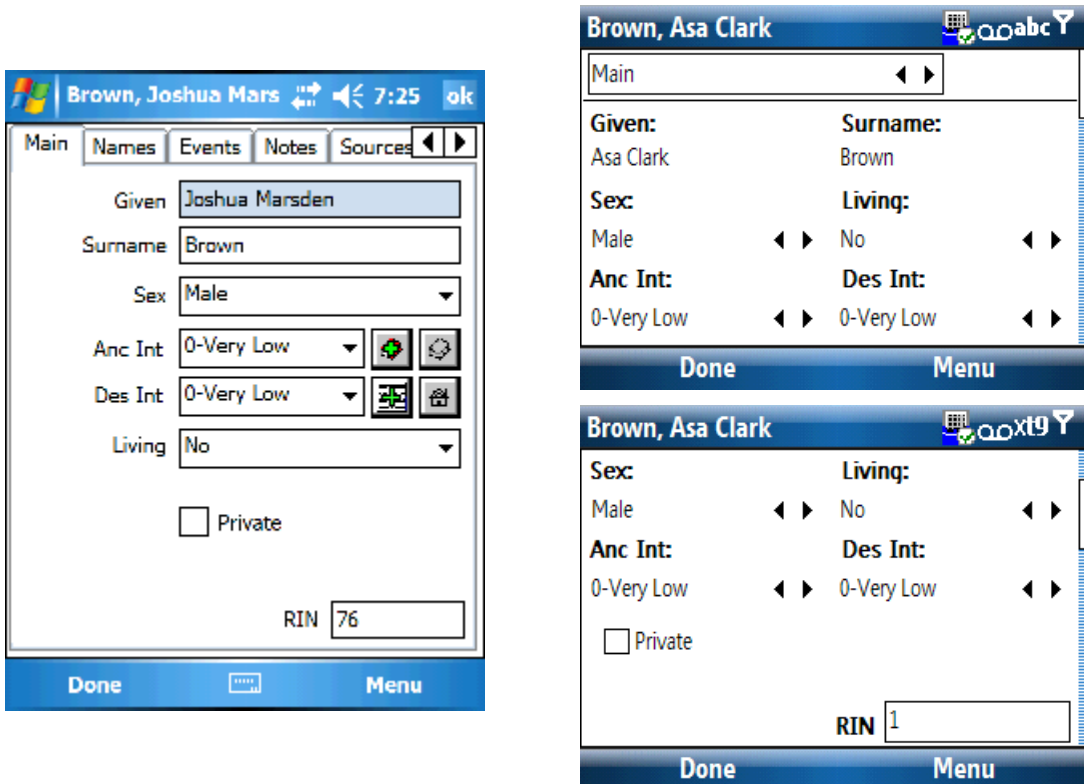 Brown, Joshua Mars 7:25 ok
Main Names Events Notes Sources
Given Joshua Marsden
Surname Brown
Sex Male
Anc Int 0-Very Low
Des Int 0-Very Low
Living No
Private
RIN 76
Done Menu
Brown, Asa Clark abc
Main
Given: Surname:
Asa Clark Brown
Sex: Living:
Male No
Anc Int: Des Int:
0-Very Low 0-Very Low
Done Menu
Brown, Asa Clark xt9
Sex: Living:
Male No
Anc Int: Des Int:
0-Very Low 0-Very Low
Private
RIN 1
Done Menu